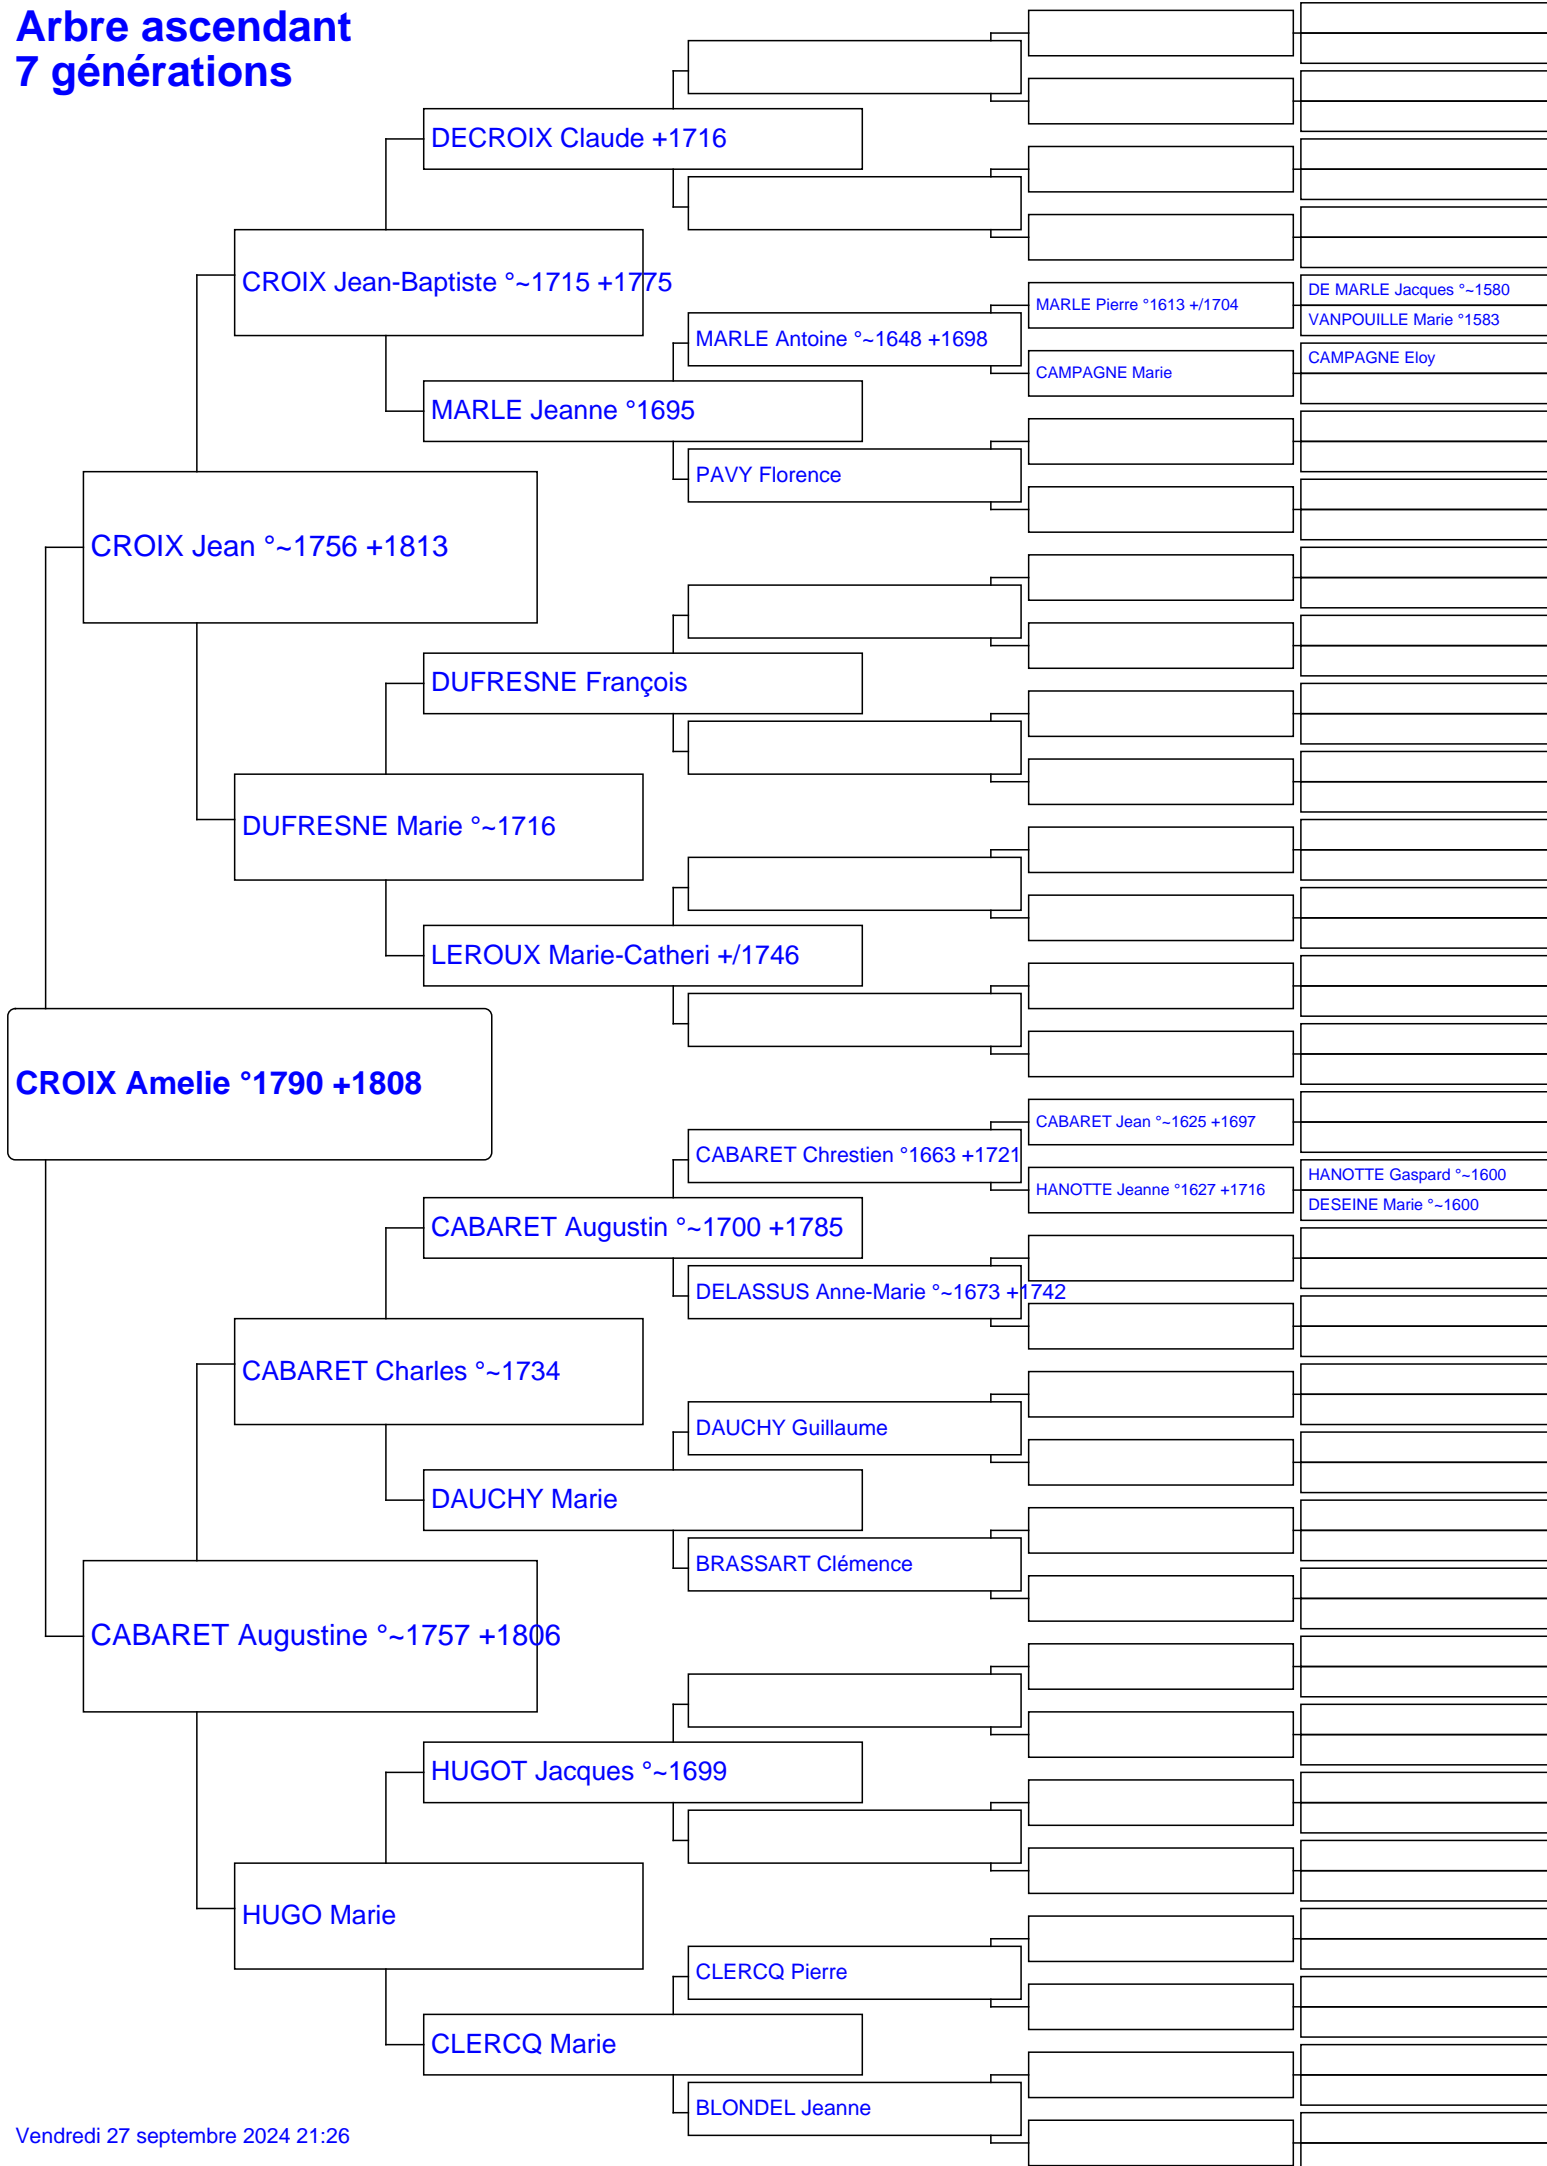 Arbre ascendant
7 générations
DECROIX Claude +1716
CROIX Jean-Baptiste °~1715 +1775
DE MARLE Jacques °~1580
MARLE Pierre °1613 +/1704
VANPOUILLE Marie °1583
MARLE Antoine °~1648 +1698
CAMPAGNE Eloy
CAMPAGNE Marie
MARLE Jeanne °1695
PAVY Florence
CROIX Jean °~1756 +1813
DUFRESNE François
DUFRESNE Marie °~1716
LEROUX Marie-Catheri +/1746
CROIX Amelie °1790 +1808
CABARET Jean °~1625 +1697
CABARET Chrestien °1663 +1721
HANOTTE Gaspard °~1600
HANOTTE Jeanne °1627 +1716
DESEINE Marie °~1600
CABARET Augustin °~1700 +1785
DELASSUS Anne-Marie °~1673 +1742
CABARET Charles °~1734
DAUCHY Guillaume
DAUCHY Marie
BRASSART Clémence
CABARET Augustine °~1757 +1806
HUGOT Jacques °~1699
HUGO Marie
CLERCQ Pierre
CLERCQ Marie
BLONDEL Jeanne
Vendredi 27 septembre 2024 21:26